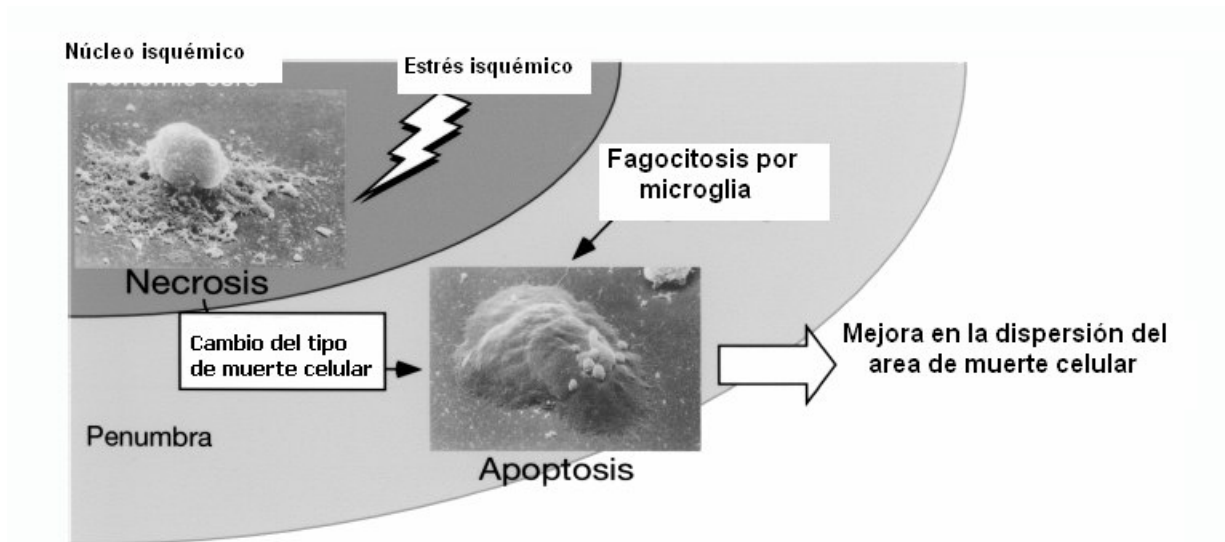 Núcleo isquémico
Estrés isquémico
Fagocitosis por
microglia
Necrosis
Cambio del tipo
de muerte celular
Mejora en la dispersión del
area de muerte celular
Penumbra
Apoptosis